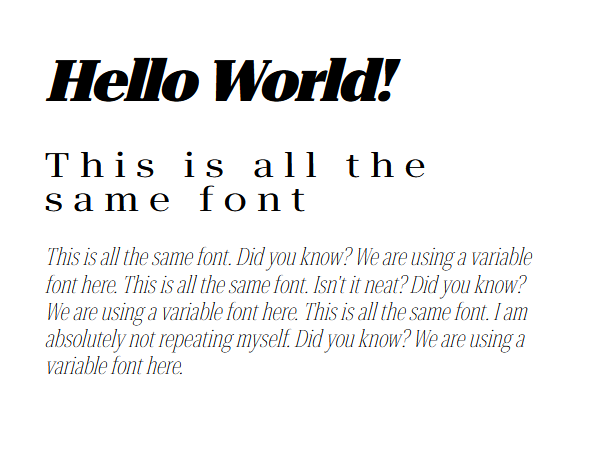 Hello World!
This is all the
same font
This is all the same font. Did you know? We are using a variable
font here. This is all the same font. Isn't it neat? Did you know?
We are using a variable font here. This is all the same font. I am
absolutely not repeating myself. Did you know? We are using a
variable font here.